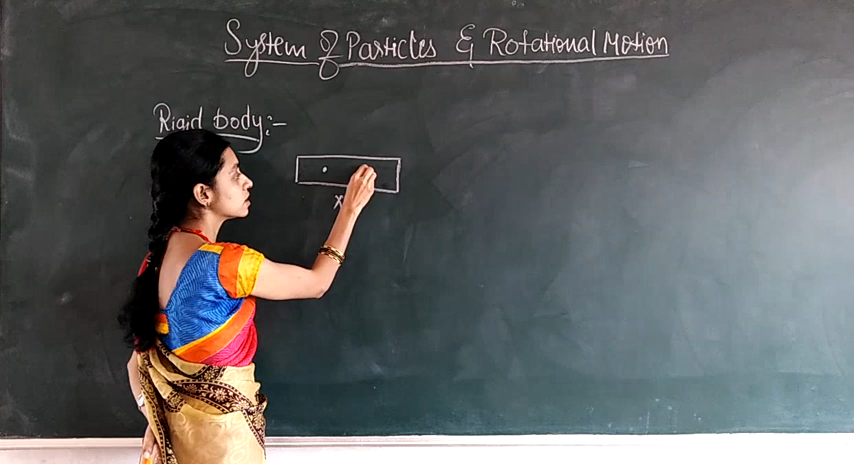 System of Particles & Rotational Motion
Rigid body:-
x